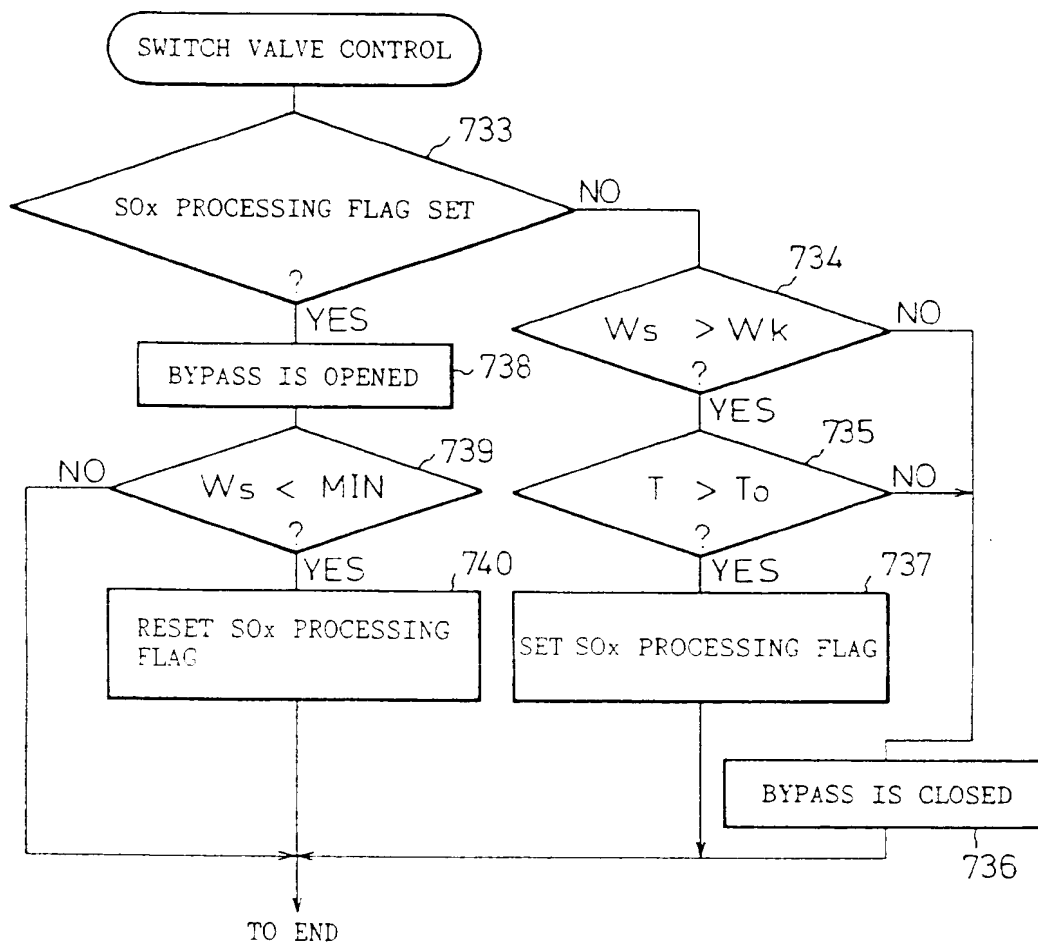 SWITCH VALVE CONTROL
733
SOx PROCESSING FLAG SET
?
NO
YES
734
Ws > Wk
?
NO
YES
BYPASS IS OPENED
738
735
T > To
?
NO
YES
739
NO
Ws < MIN
?
YES
740
RESET SOx PROCESSING
FLAG
737
SET SOx PROCESSING FLAG
BYPASS IS CLOSED
736
TO END